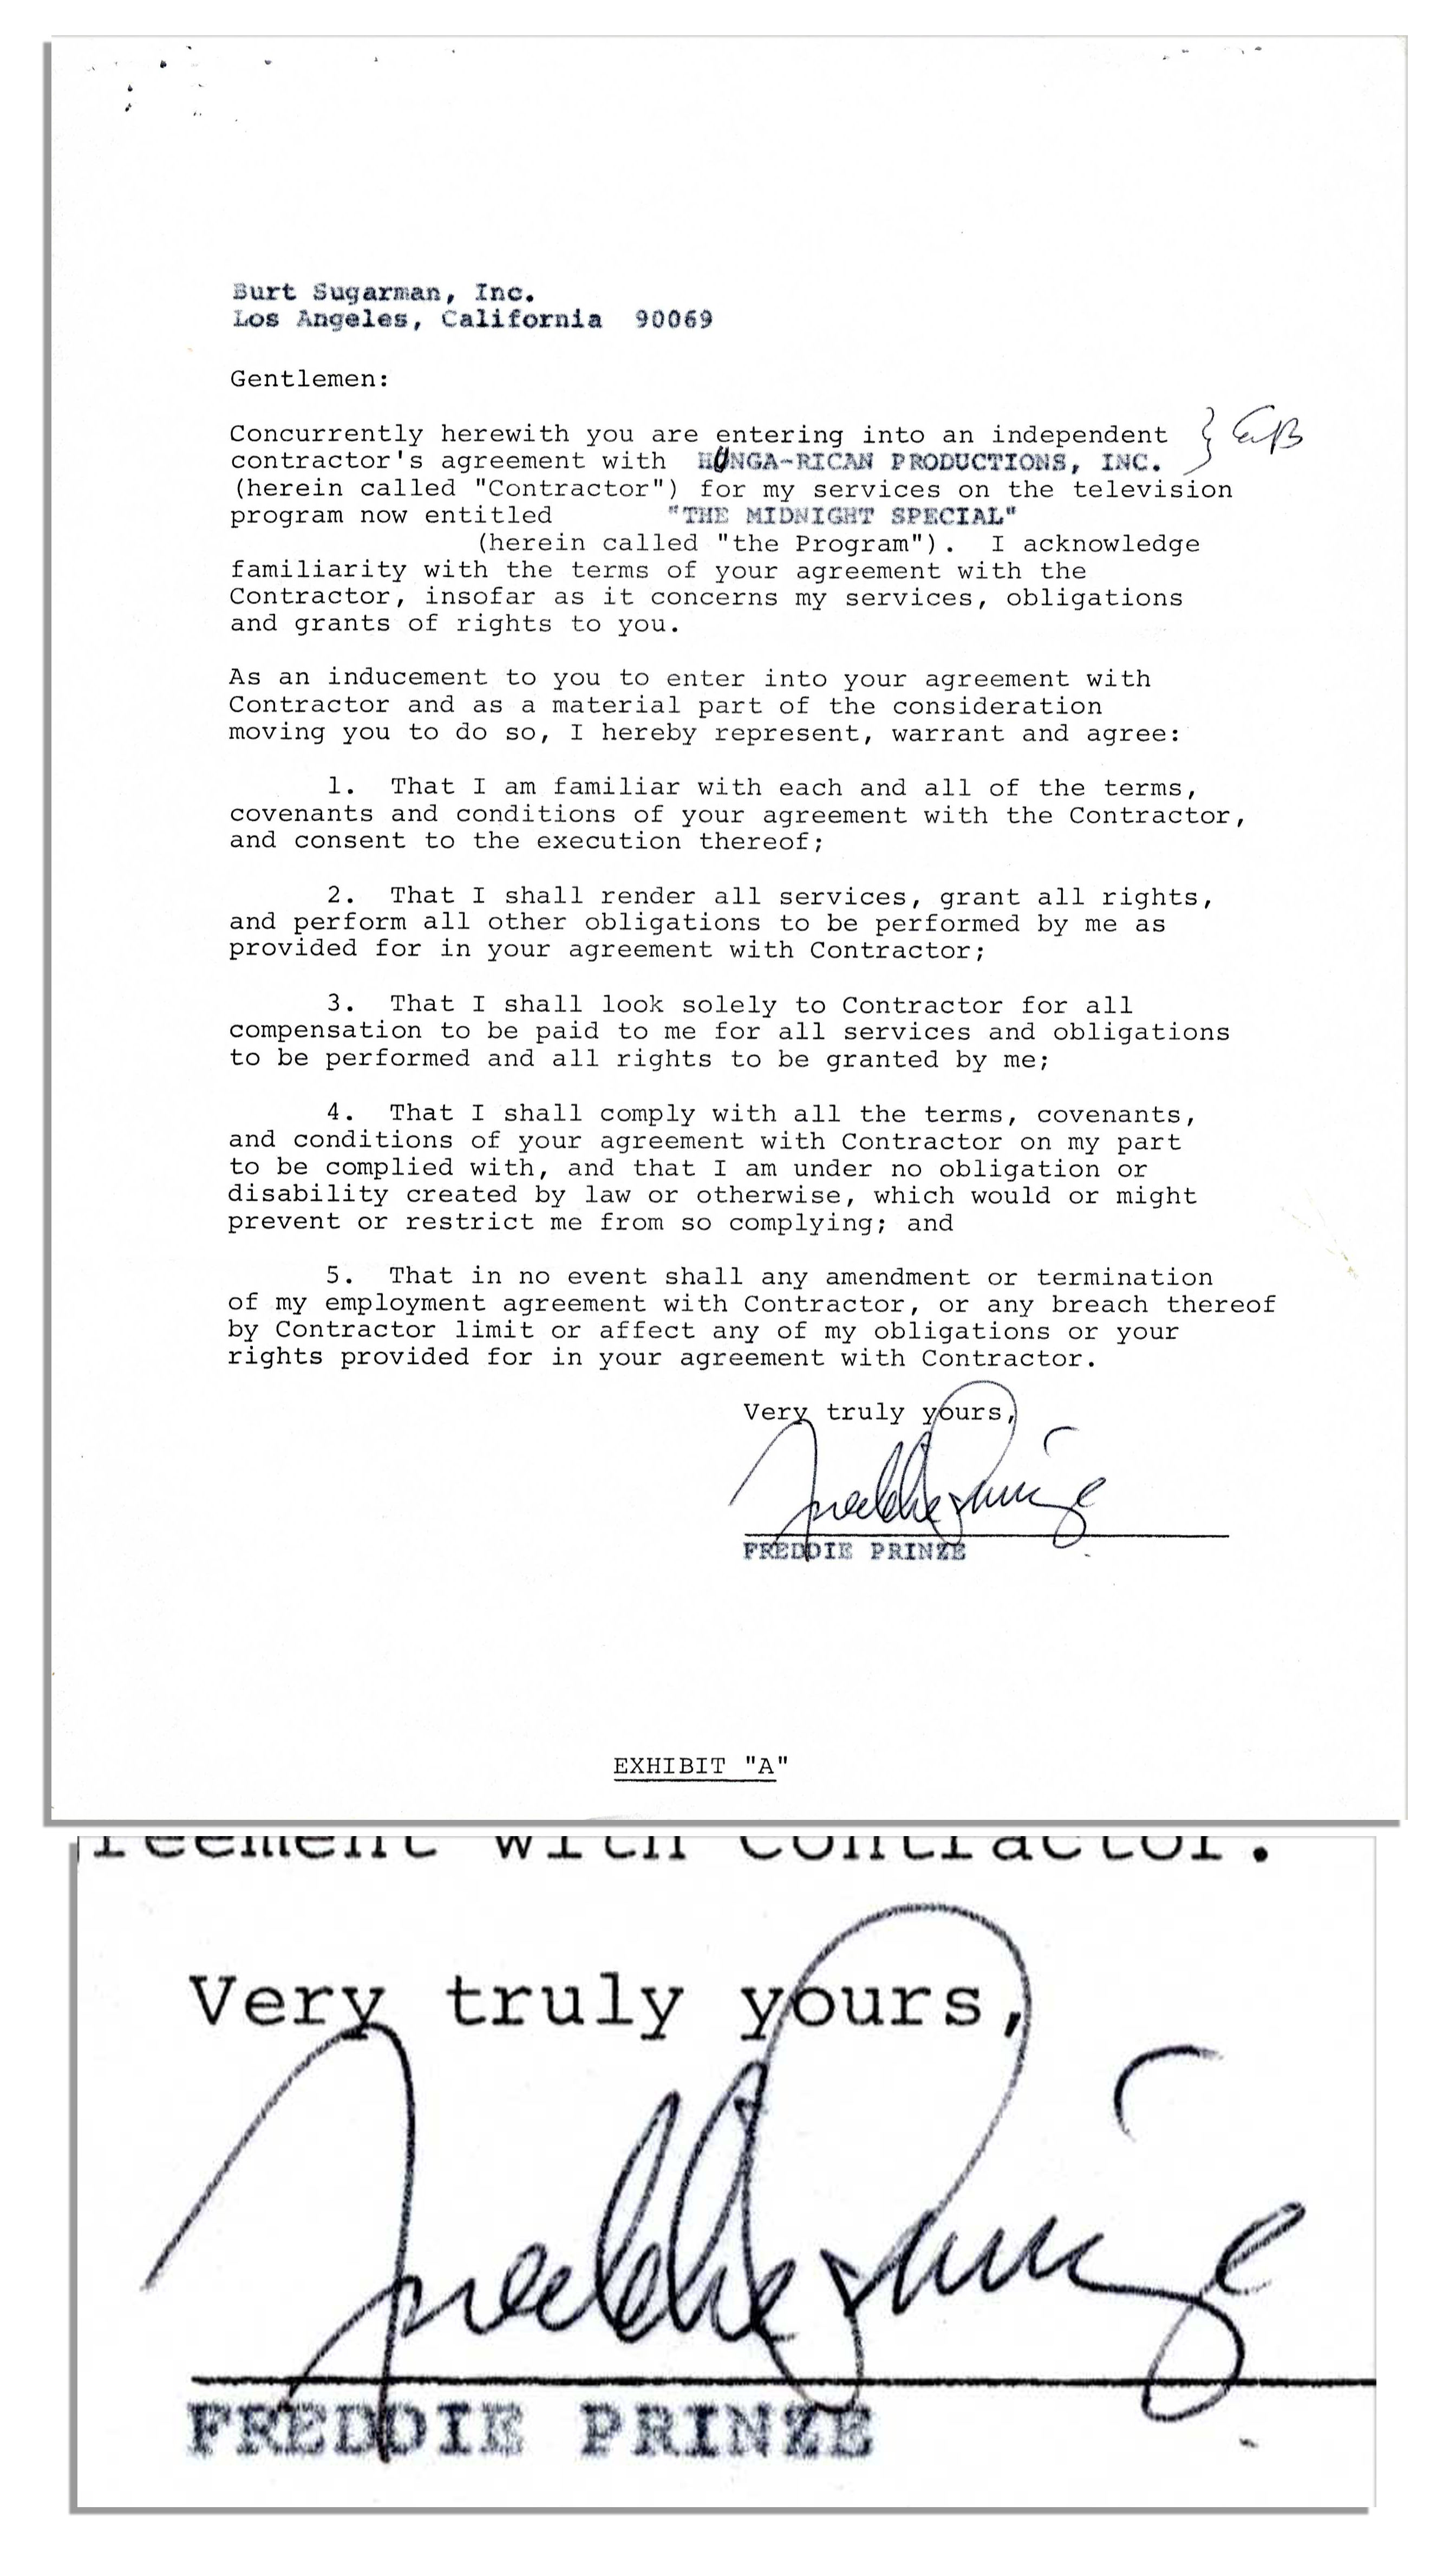 Burt Sugarman, Inc.
Los Angeles, California 90069
Gentlemen:
Concurrently herewith you are entering into an independent
contractor's agreement with HUNGA-RICAN PRODUCTIONS, INC.
(herein called "Contractor") for my services on the television
program now entitled "THE MIDNIGHT SPECIAL"
(herein called "the Program"). I acknowledge
familiarity with the terms of your agreement with the
Contractor, insofar as it concerns my services, obligations
and grants of rights to you.
As an inducement to you to enter into your agreement with
Contractor and as a material part of the consideration
moving you to do so, I hereby represent, warrant and agree:
1. That I am familiar with each and all of the terms,
covenants and conditions of your agreement with the Contractor,
and consent to the execution thereof;
2. That I shall render all services, grant all rights,
and perform all other obligations to be performed by me as
provided for in your agreement with Contractor;
3. That I shall look solely to Contractor for all
compensation to be paid to me for all services and obligations
to be performed and all rights to be granted by me;
4. That I shall comply with all the terms, covenants,
and conditions of your agreement with Contractor on my part
to be complied with, and that I am under no obligation or
disability created by law or otherwise, which would or might
prevent or restrict me from so complying; and
5. That in no event shall any amendment or termination
of my employment agreement with Contractor, or any breach thereof
by Contractor limit or affect any of my obligations or your
rights provided for in your agreement with Contractor.
Very truly yours,
Freddie Prinze
FREDDIE PRINZE
EXHIBIT "A"
reement with Contractor.
Very truly yours,
Freddie Prinze
FREDDIE PRINZE